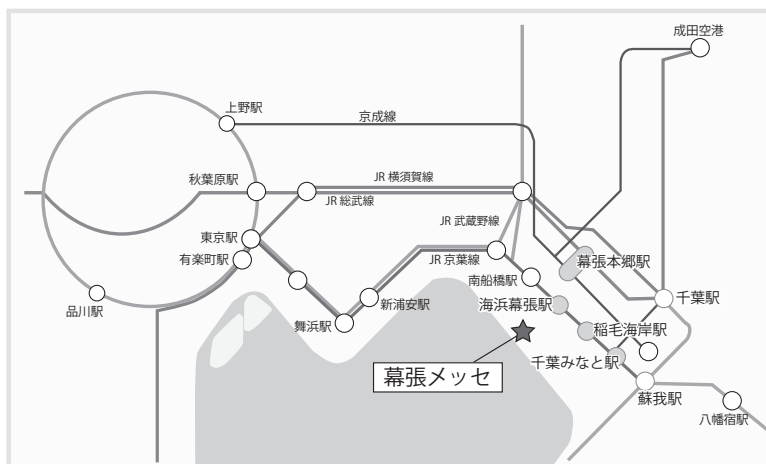 成田空港
上野駅
京成線
JR 横須賀線
秋葉原駅
JR 総武線
JR 武蔵野線
東京駅
有楽町駅
JR 京葉線
幕張本郷駅
南船橋駅
品川駅
舞浜駅
新浦安駅
海浜幕張駅
千葉駅
稲毛海岸駅
千葉みなと駅
幕張メッセ
蘇我駅
八幡宿駅